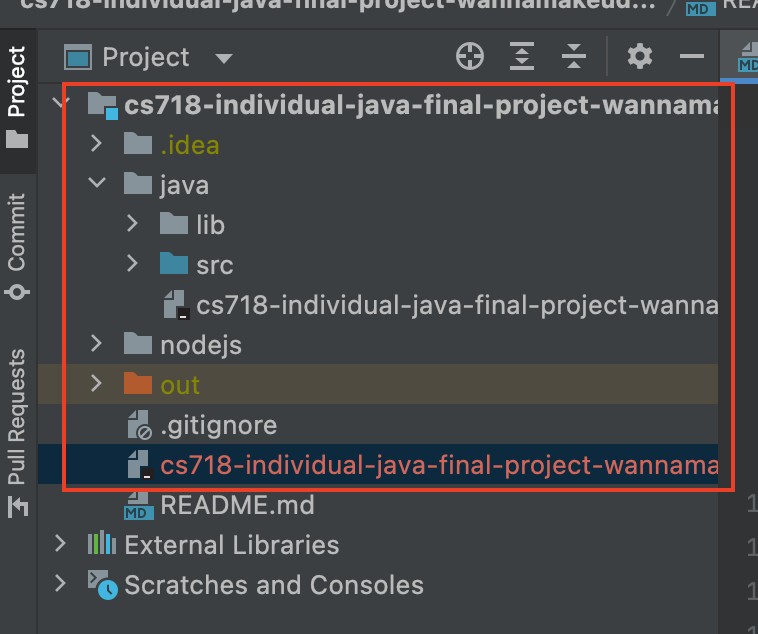 cs718-individual-java-final-project-wannamakeud...
MD
Project
Project
MD
cs718-individual-java-final-project-wannama
.idea
java
lib
src
cs718-individual-java-final-project-wanna
nodejs
out
.gitignore
cs718-individual-java-final-project-wannama
MD README.md
External Libraries
Scratches and Consoles
Commit
Pull Requests